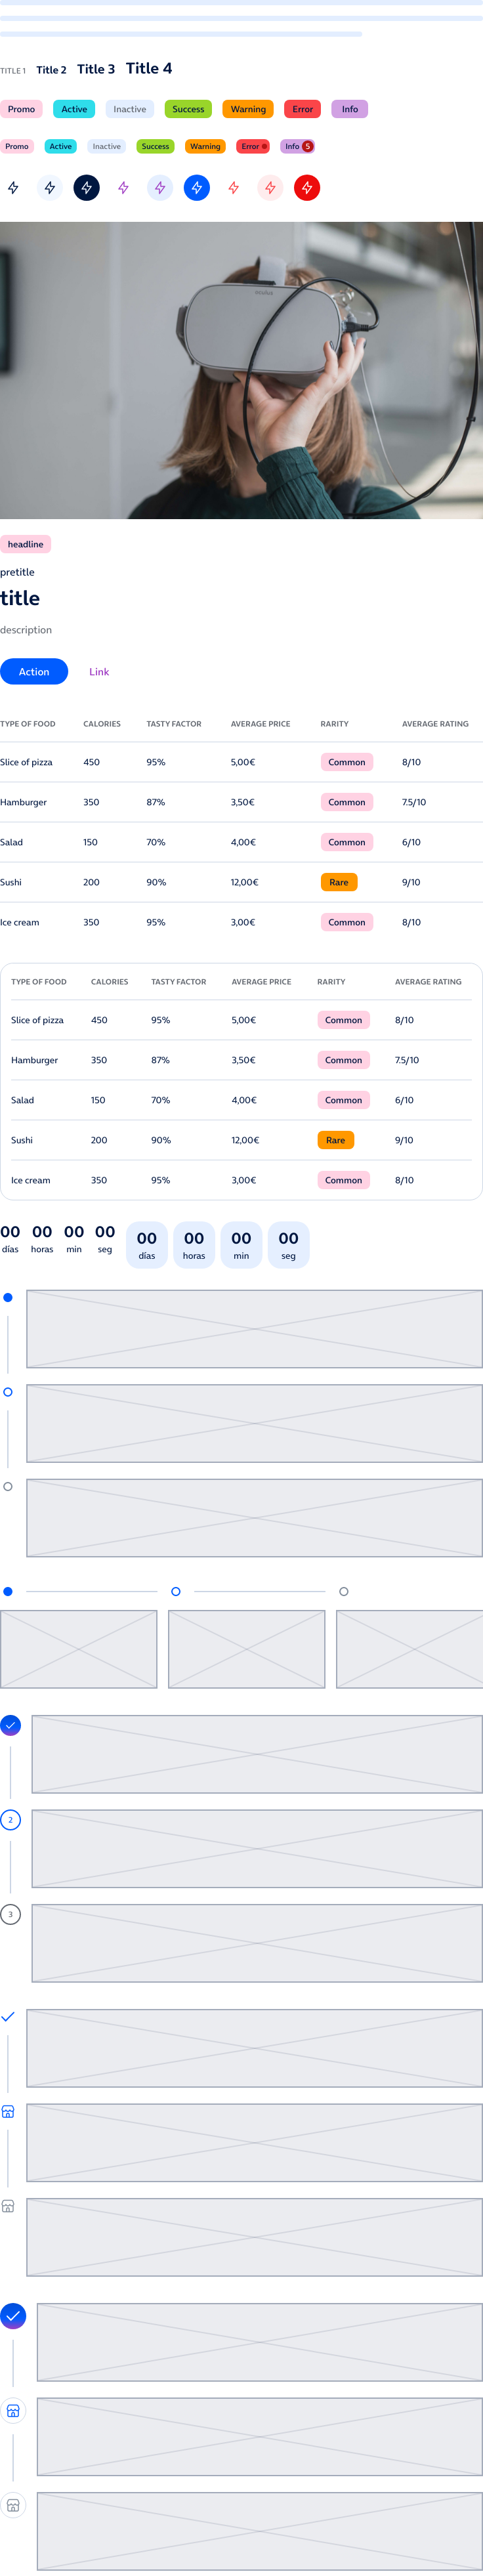 TITLE 1 Title 2 Title 3 Title 4
Promo Active Inactive Success Warning Error Info
Promo Active Inactive Success Warning Error Info 5
oculus
headline
pretitle
title
description
Action Link
TYPE OF FOOD CALORIES TASTY FACTOR AVERAGE PRICE RARITY AVERAGE RATING
Slice of pizza 450 95% 5,00€ Common 8/10
Hamburger 350 87% 3,50€ Common 7.5/10
Salad 150 70% 4,00€ Common 6/10
Sushi 200 90% 12,00€ Rare 9/10
Ice cream 350 95% 3,00€ Common 8/10
TYPE OF FOOD CALORIES TASTY FACTOR AVERAGE PRICE RARITY AVERAGE RATING
Slice of pizza 450 95% 5,00€ Common 8/10
Hamburger 350 87% 3,50€ Common 7.5/10
Salad 150 70% 4,00€ Common 6/10
Sushi 200 90% 12,00€ Rare 9/10
Ice cream 350 95% 3,00€ Common 8/10
00 00 00 00 00 00 00 00
días horas min seg días horas min seg
2
3